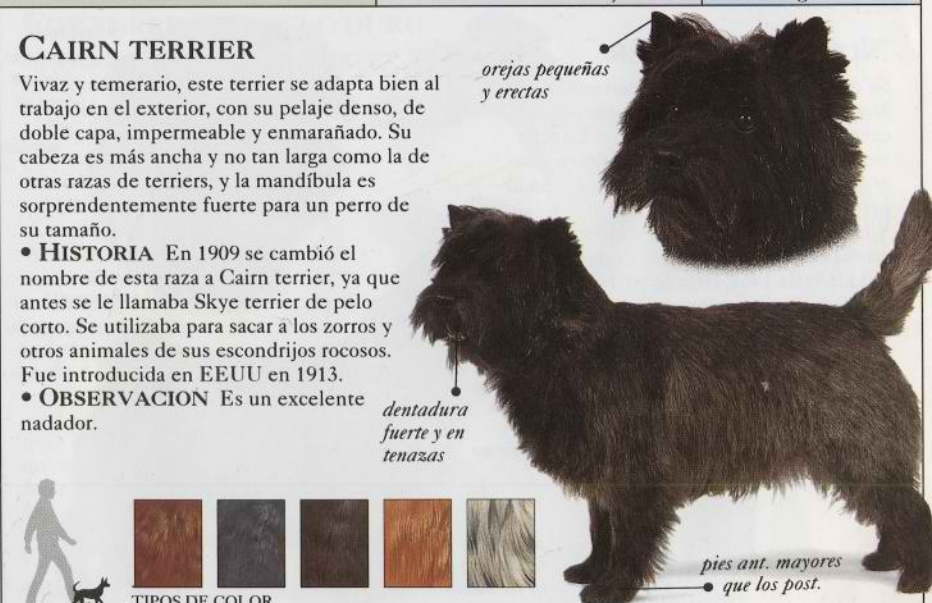 CAIRN TERRIER
Vivaz y temerario, este terrier se adapta bien al
trabajo en el exterior, con su pelaje denso, de
doble capa, impermeable y enmarañado. Su
cabeza es más ancha y no tan larga como la de
otras razas de terriers, y la mandíbula es
sorprendentemente fuerte para un perro de
su tamaño.
• HISTORIA En 1909 se cambió el
nombre de esta raza a Cairn terrier, ya que
antes se le llamaba Skye terrier de pelo
corto. Se utilizaba para sacar a los zorros y
otros animales de sus escondrijos rocosos.
Fue introducida en EEUU en 1913.
• OBSERVACION Es un excelente
nadador.
orejas pequeñas
y erectas
dentadura
fuerte y en
tenazas
pies ant. mayores
que los post.
TIPOS DE COLOR